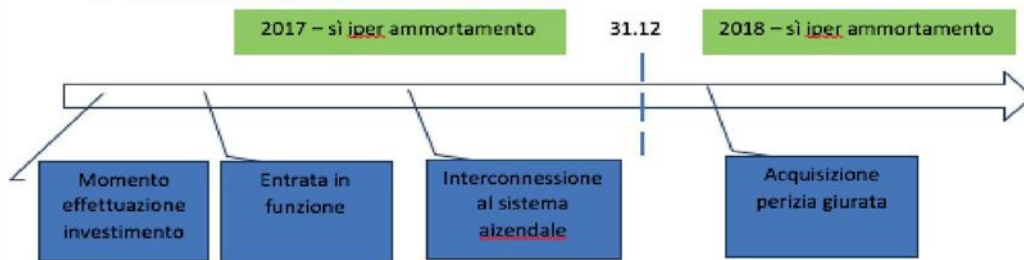 2017 – sì iper ammortamento
31.12
2018 – sì iper ammortamento
Momento
effettuazione
investimento
Entrata in
funzione
Interconnessione
al sistema
aizendale
Acquisizione
perizia giurata